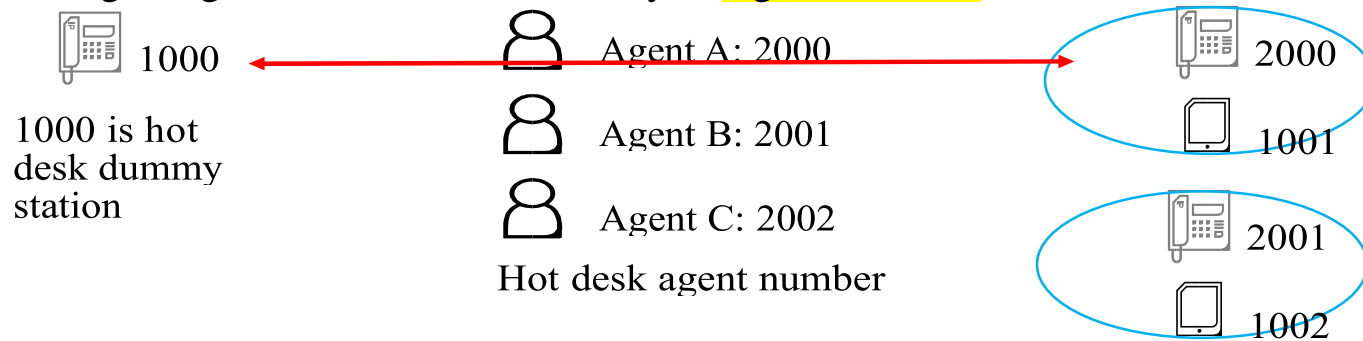 1000
Agent A: 2000
2000
1000 is hot
desk dummy
station
Agent B: 2001
1001
Agent C: 2002
2001
Hot desk agent number
1002